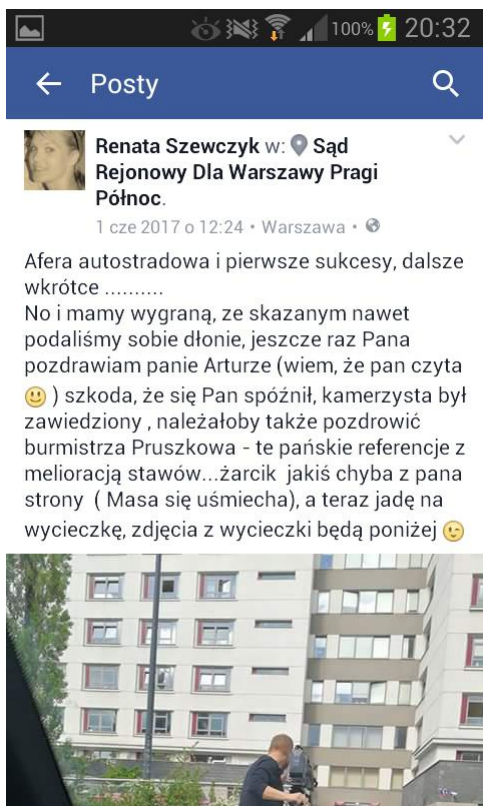 100% 20:32
Posty
Renata Szewczyk w: Sąd
Rejonowy Dla Warszawy Pragi
Północ.
1 cze 2017 o 12:24 • Warszawa •
Afera autostradowa i pierwsze sukcesy, dalsze
wkrótce ..........
No i mamy wygraną, ze skazanym nawet
podaliśmy sobie dłonie, jeszcze raz Pana
pozdrawiam panie Arturze (wiem, że pan czyta
😃 ) szkoda, że się Pan spóźnił, kamerzysta był
zawiedziony , należałoby także pozdrowić
burmistrza Pruszkowa - te pańskie referencje z
melioracją stawów...żarcik jakiś chyba z pana
strony ( Masa się uśmiecha), a teraz jadę na
wycieczkę, zdjęcia z wycieczki będą poniżej 😉